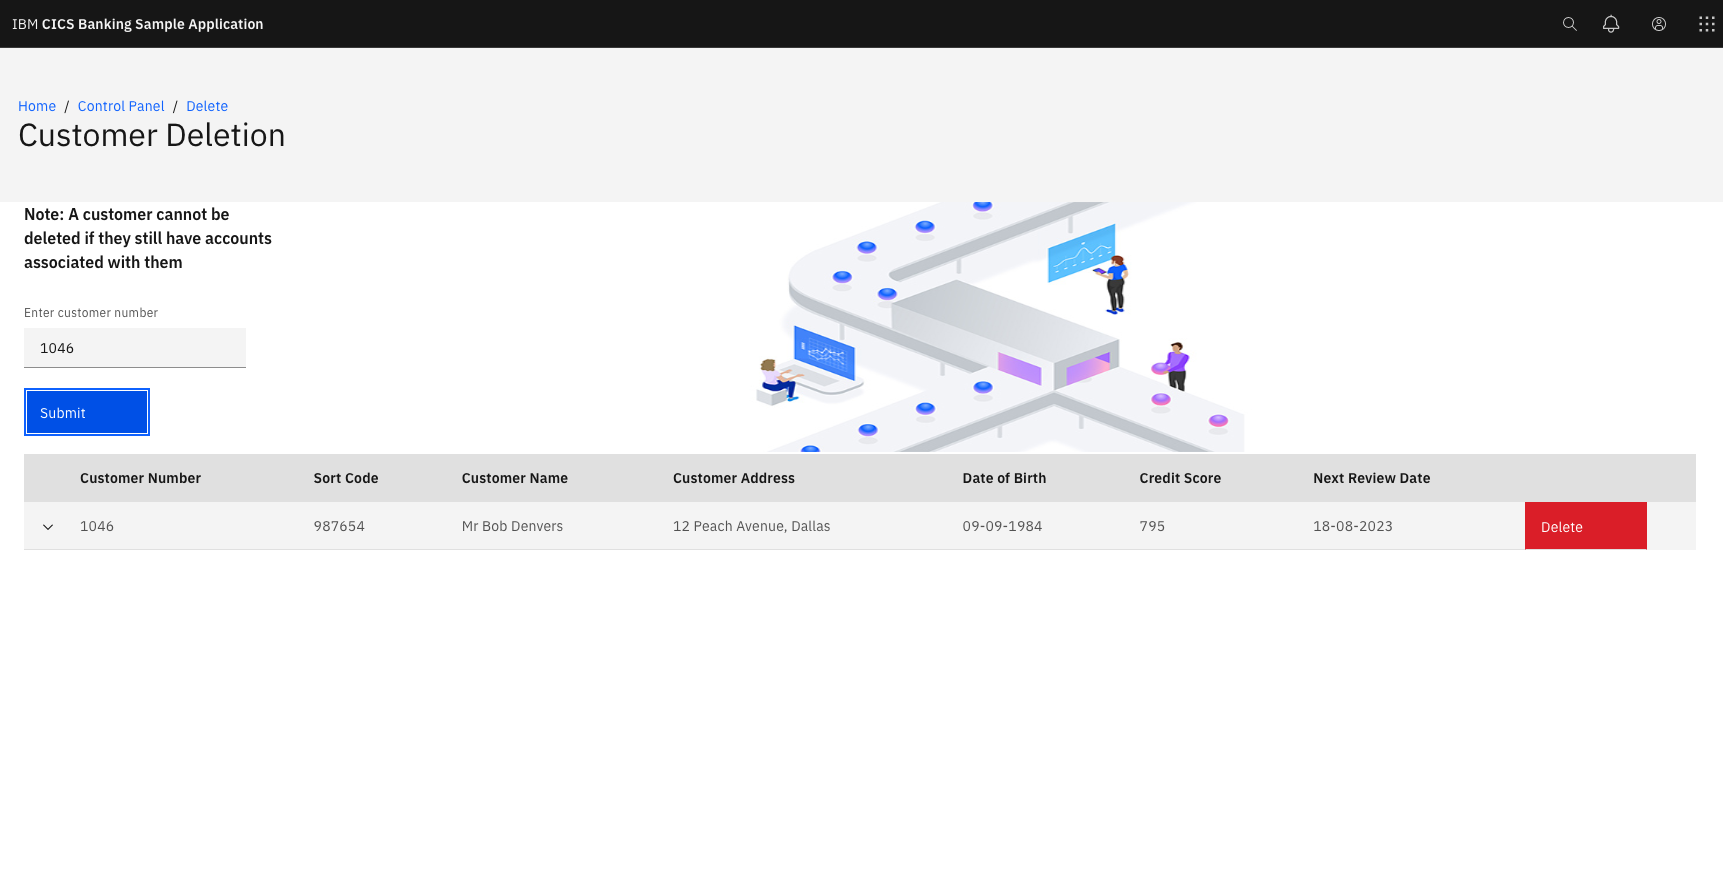 IBM CICS Banking Sample Application
Home / Control Panel / Delete
Customer Deletion
Note: A customer cannot be
deleted if they still have accounts
associated with them
Enter customer number
1046
Submit
Customer Number Sort Code Customer Name Customer Address Date of Birth Credit Score Next Review Date
1046 987654 Mr Bob Denvers 12 Peach Avenue, Dallas 09-09-1984 795 18-08-2023 Delete